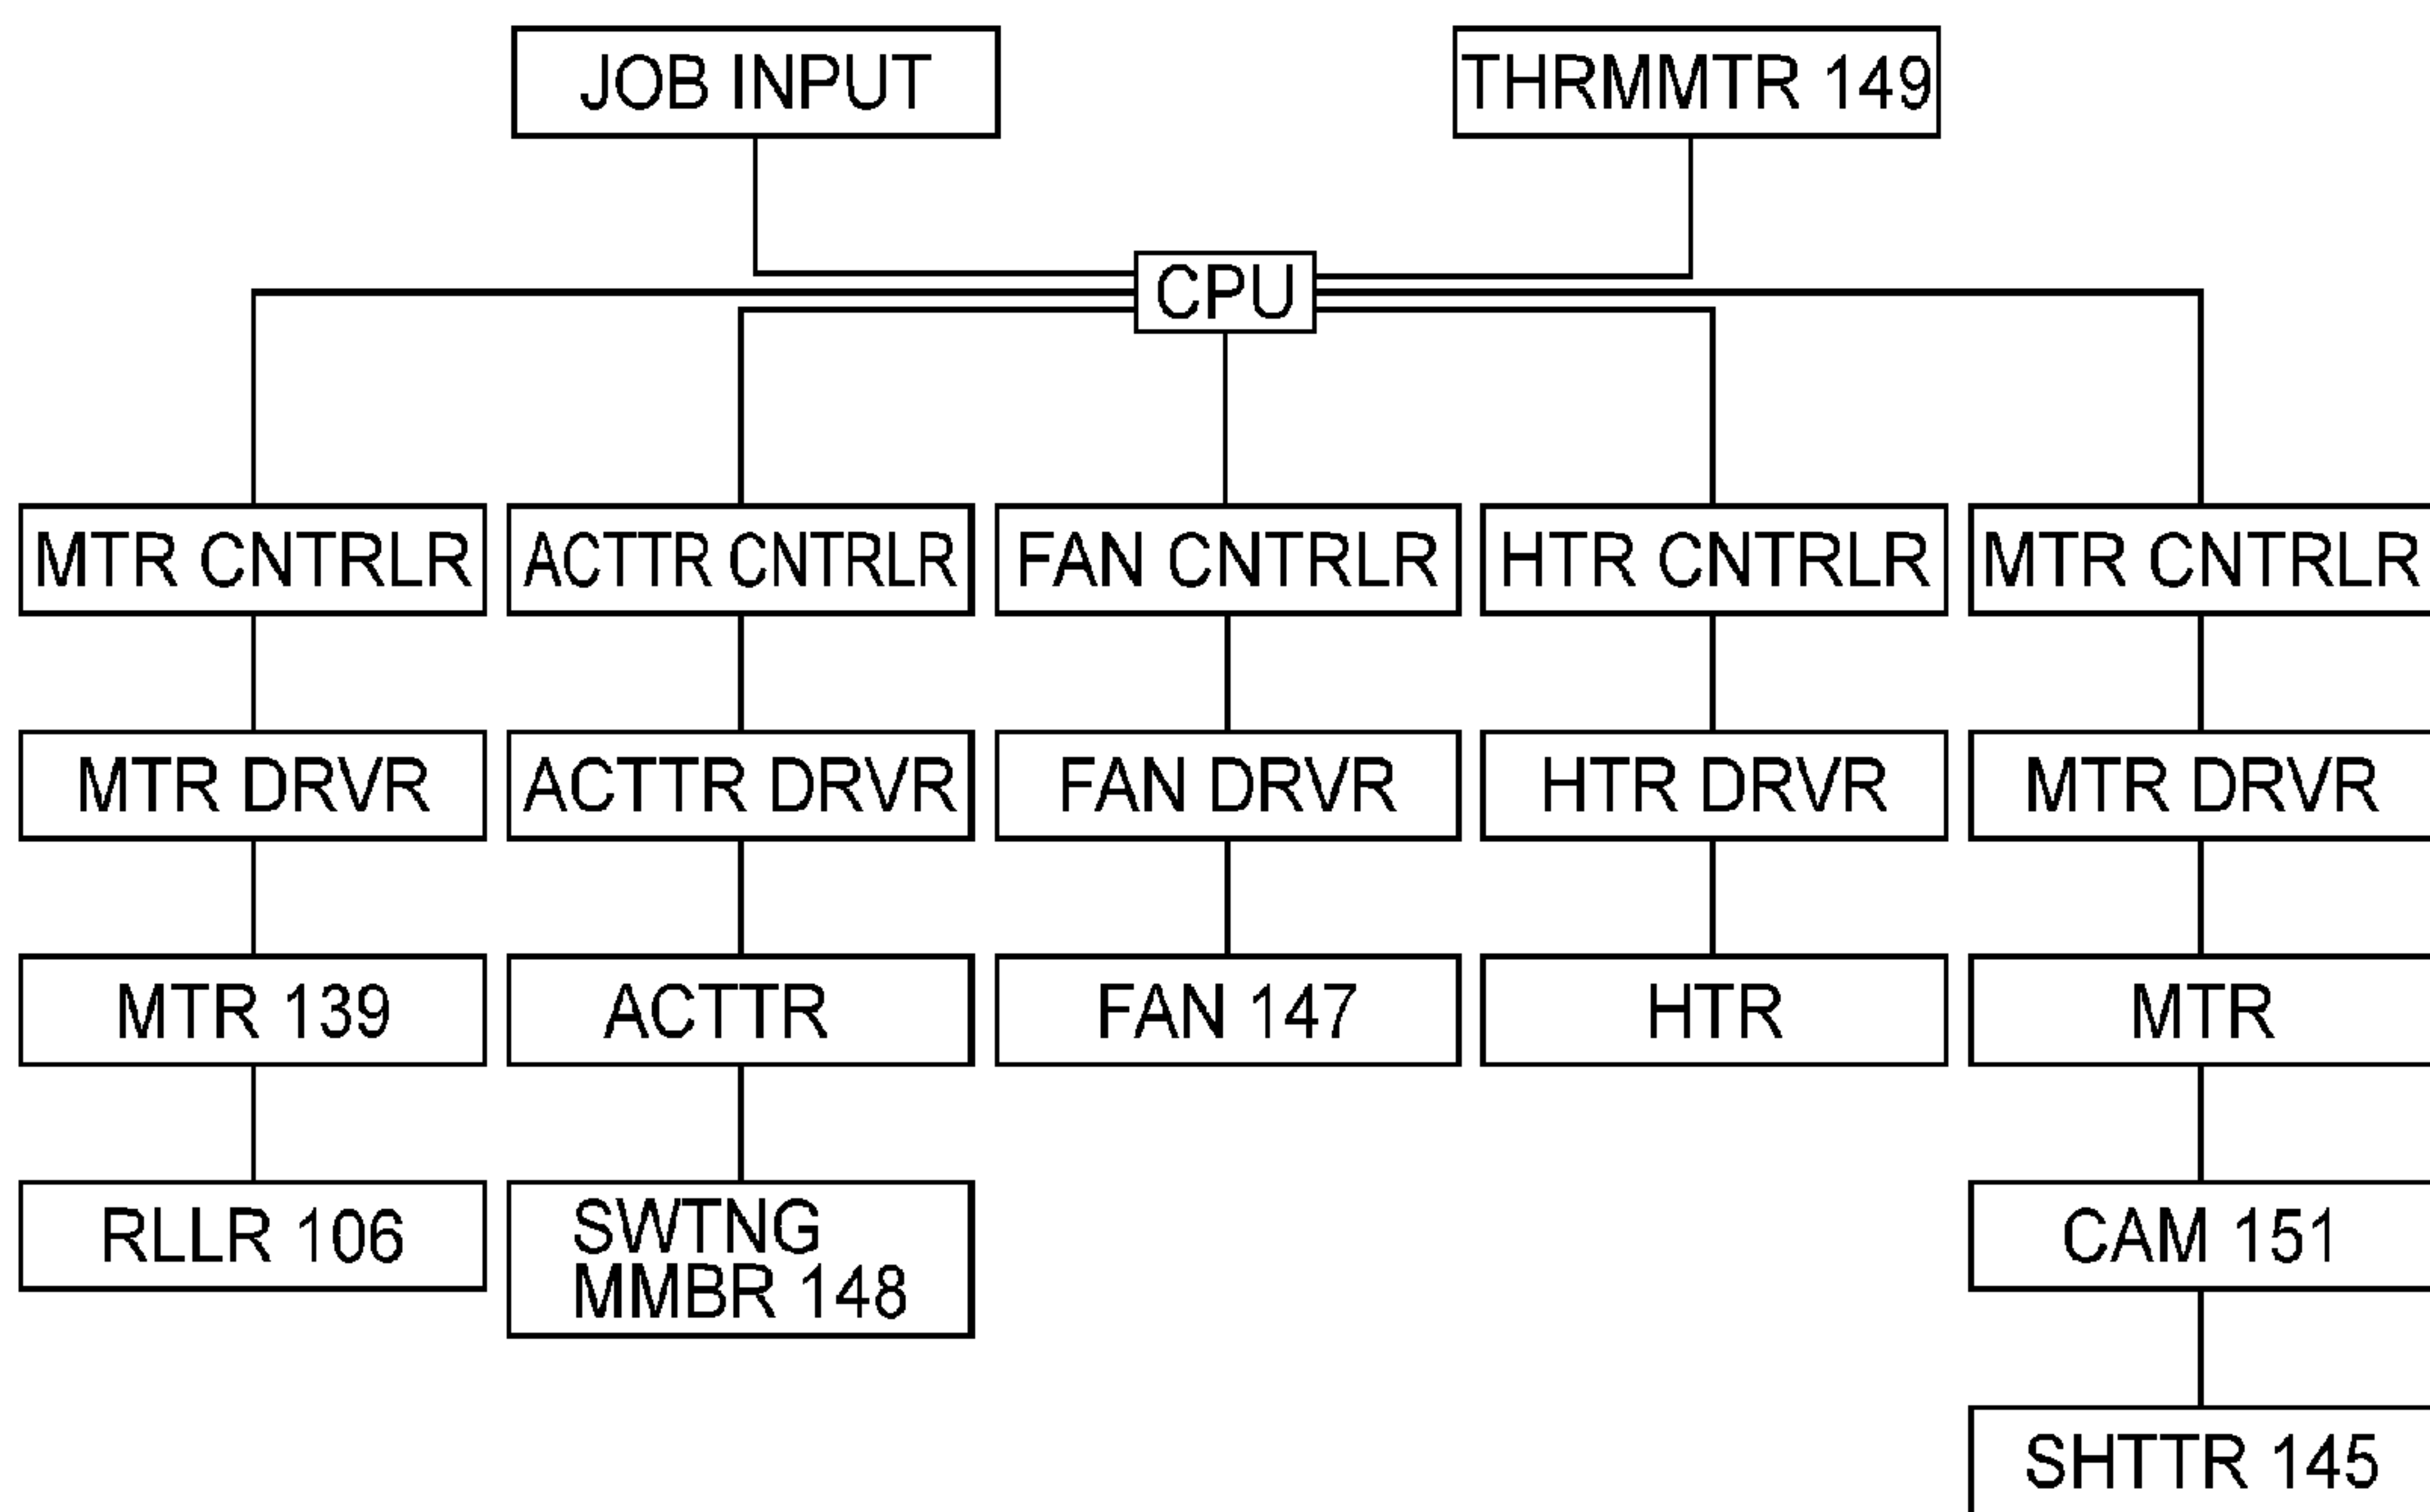 JOB INPUT
THRMMTR 149
CPU
MTR CNTRLR
ACTTR CNTRLR
FAN CNTRLR
HTR CNTRLR
MTR CNTRLR
MTR DRVR
ACTTR DRVR
FAN DRVR
HTR DRVR
MTR DRVR
MTR 139
ACTTR
FAN 147
HTR
MTR
RLLR 106
SWTNG
MMBR 148
CAM 151
SHTTR 145